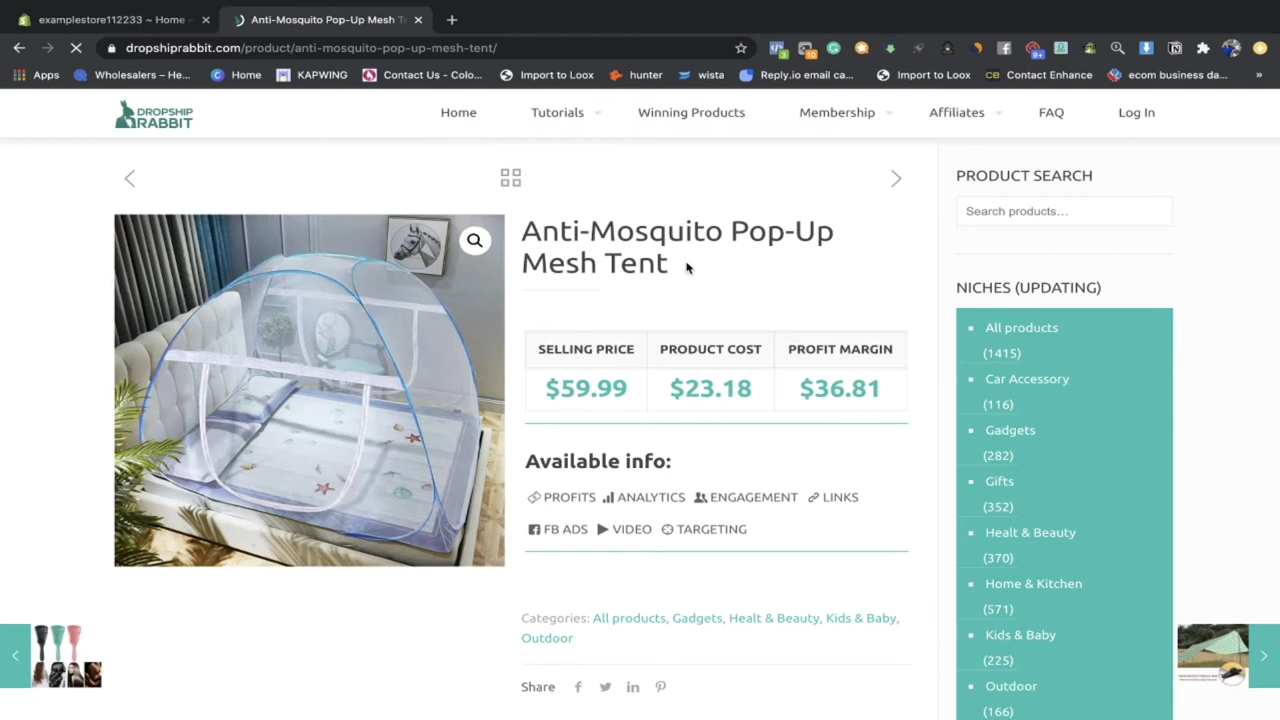 examplestore112233 ~ Home
Anti-Mosquito Pop-Up Mesh T
dropshiprabbit.com/product/anti-mosquito-pop-up-mesh-tent/
3
10
9+
Apps
Wholesalers – He...
Home
KAPWING
Contact Us - Colo...
Import to Loox
hunter
wista
Reply.io email ca...
Import to Loox
CB Contact Enhance
ecom business da...
»
DROPSHIP
RABBIT
Home
Tutorials
Winning Products
Membership
Affiliates
FAQ
Log In
Anti-Mosquito Pop-Up
Mesh Tent
SELLING PRICE PRODUCT COST PROFIT MARGIN
$59.99 $23.18 $36.81
Available info:
PROFITS ANALYTICS ENGAGEMENT LINKS
FB ADS VIDEO TARGETING
Categories: All products, Gadgets, Healt & Beauty, Kids & Baby,
Outdoor
Share
PRODUCT SEARCH
Search products...
NICHES (UPDATING)
All products
(1415)
Car Accessory
(116)
Gadgets
(282)
Gifts
(352)
Healt & Beauty
(370)
Home & Kitchen
(571)
Kids & Baby
(225)
Outdoor
(166)